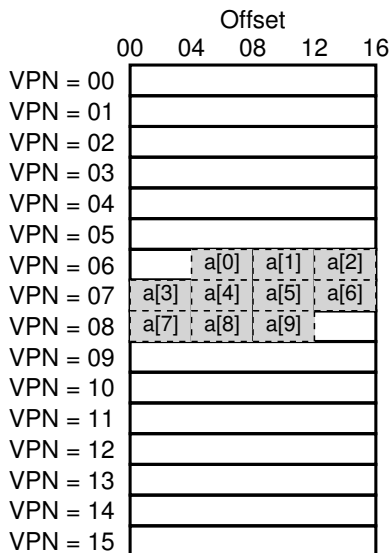 Offset
00 04 08 12 16
VPN = 00
VPN = 01
VPN = 02
VPN = 03
VPN = 04
VPN = 05
VPN = 06 a[0] a[1] a[2]
VPN = 07 a[3] a[4] a[5] a[6]
VPN = 08 a[7] a[8] a[9]
VPN = 09
VPN = 10
VPN = 11
VPN = 12
VPN = 13
VPN = 14
VPN = 15